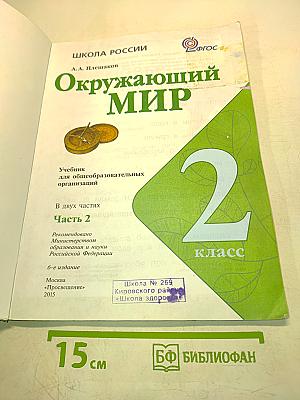 ШКОЛА РОССИИ
ФГОС
А.А. Плешаков
Окружающий
МИР
Учебник
для общеобразовательных
организаций
В двух частях
Часть 2
2
класс
Рекомендовано
Министерством
образования и науки
Российской Федерации
6-е издание
Москва
«Просвещение»
2015
Школа № 269
Кировского района
«Школа здоровья»
15 см
БФ БИБЛИОФАН